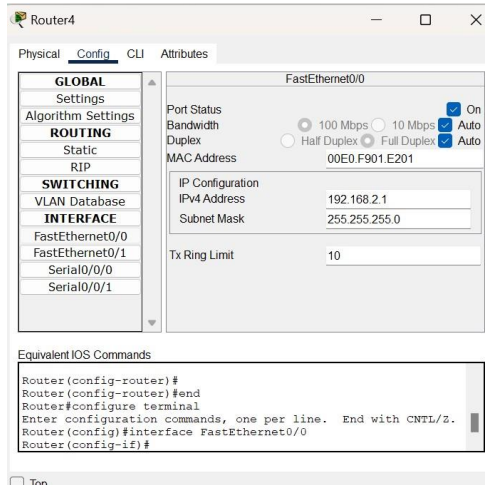 Router4
Physical Config CLI Attributes
GLOBAL
Settings
Algorithm Settings
ROUTING
Static
RIP
SWITCHING
VLAN Database
INTERFACE
FastEthernet0/0
FastEthernet0/1
Serial0/0/0
Serial0/0/1
FastEthernet0/0
Port Status On
Bandwidth 100 Mbps 10 Mbps Auto
Duplex Half Duplex Full Duplex Auto
MAC Address 00E0.F901.E201
IP Configuration
IPv4 Address 192.168.2.1
Subnet Mask 255.255.255.0
Tx Ring Limit 10
Equivalent IOS Commands
Router(config-router)#
Router(config-router)#end
Router#configure terminal
Enter configuration commands, one per line. End with CNTL/Z.
Router(config)#interface FastEthernet0/0
Router(config-if)#
Top